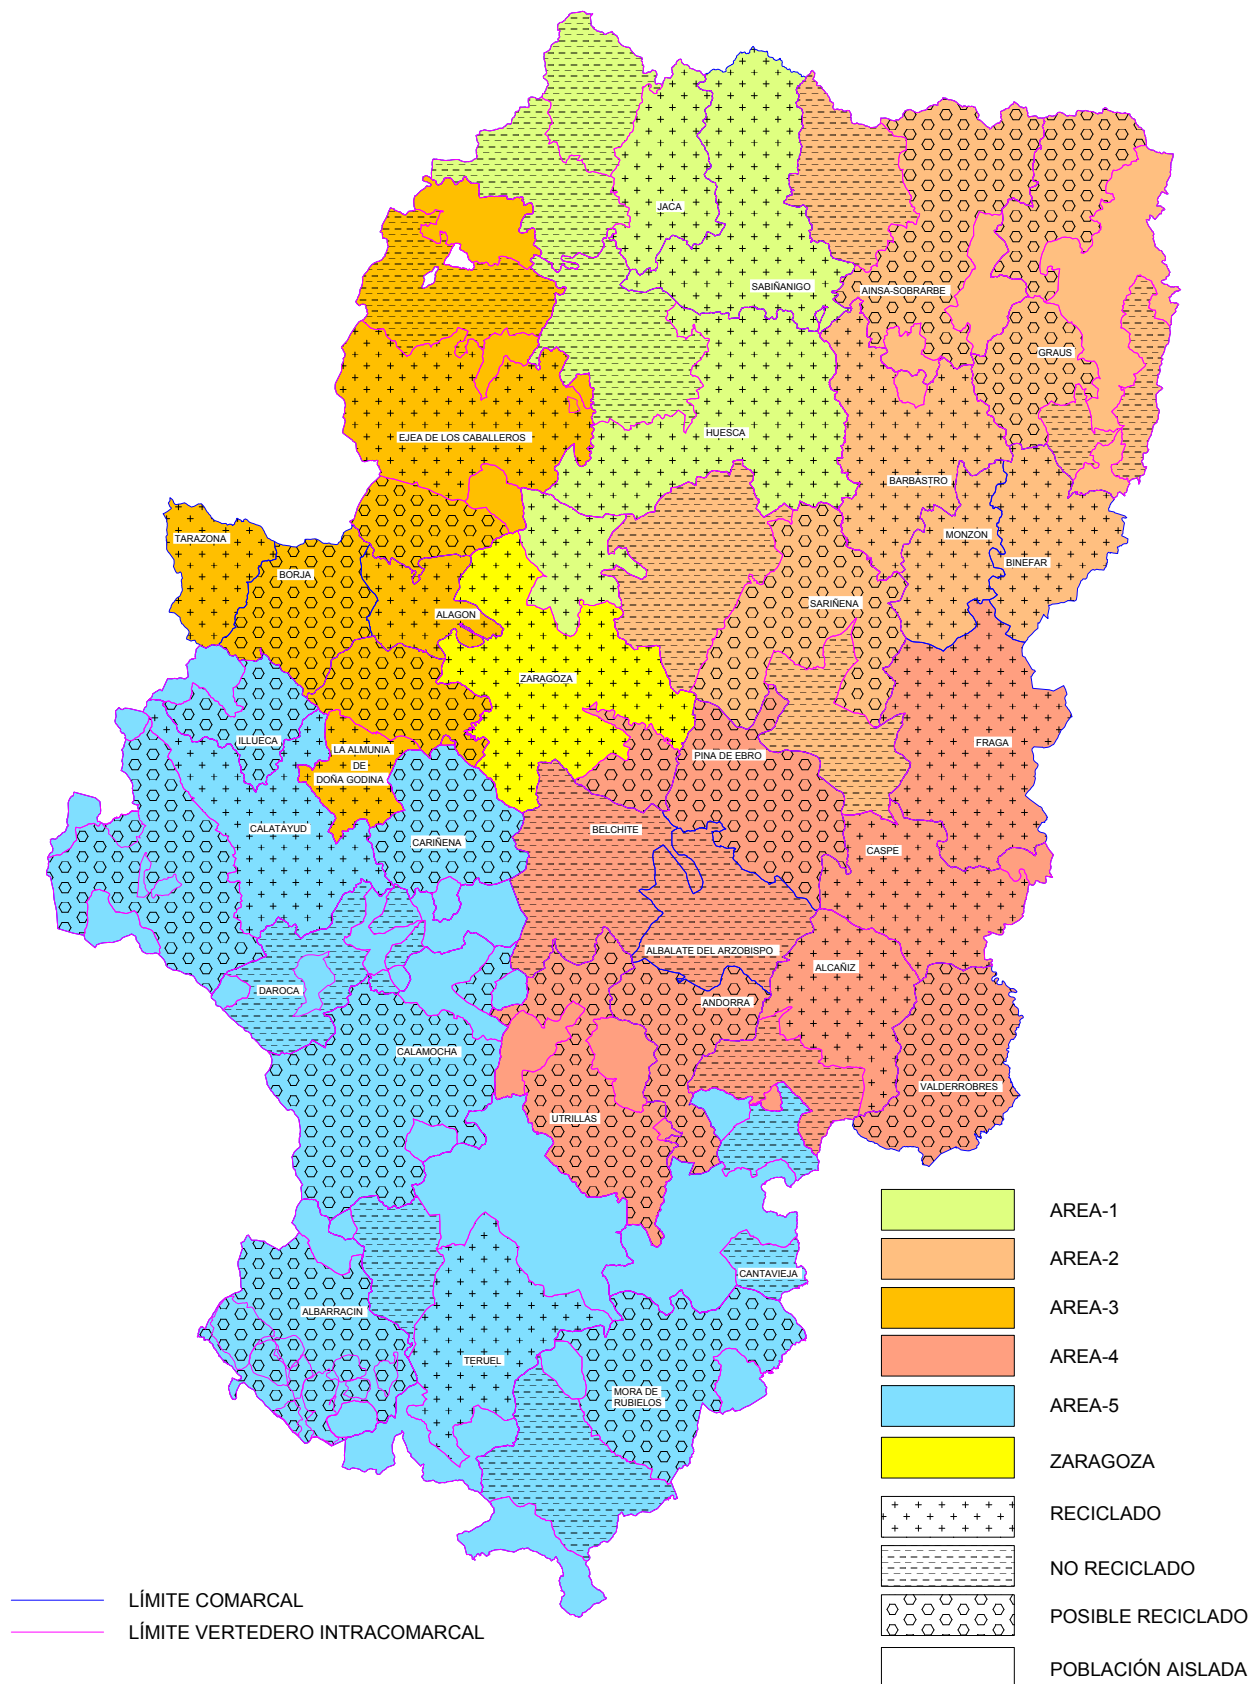 JACA
SABIÑANIGO
AINSA-SOBRARBE
GRAUS
EJEA DE LOS CABALLEROS
HUESCA
BARBASTRO
TARAZONA
MONZON
BINEFAR
BORJA
SARIÑENA
ALAGON
ZARAGOZA
ILLUECA
FRAGA
LA ALMUNIA
DE
DOÑA GODINA
PINA DE EBRO
CALATAYUD
BELCHITE
CARIÑENA
CASPE
ALBALATE DEL ARZOBISPO
ALCAÑIZ
DAROCA
ANDORRA
CALAMOCHA
VALDERROBRES
UTRILLAS
CANTAVIEJA
ALBARRACIN
TERUEL
MORA DE
RUBIELOS
AREA-1
AREA-2
AREA-3
AREA-4
AREA-5
ZARAGOZA
RECICLADO
NO RECICLADO
POSIBLE RECICLADO
POBLACIÓN AISLADA
LÍMITE COMARCAL
LÍMITE VERTEDERO INTRACOMARCAL